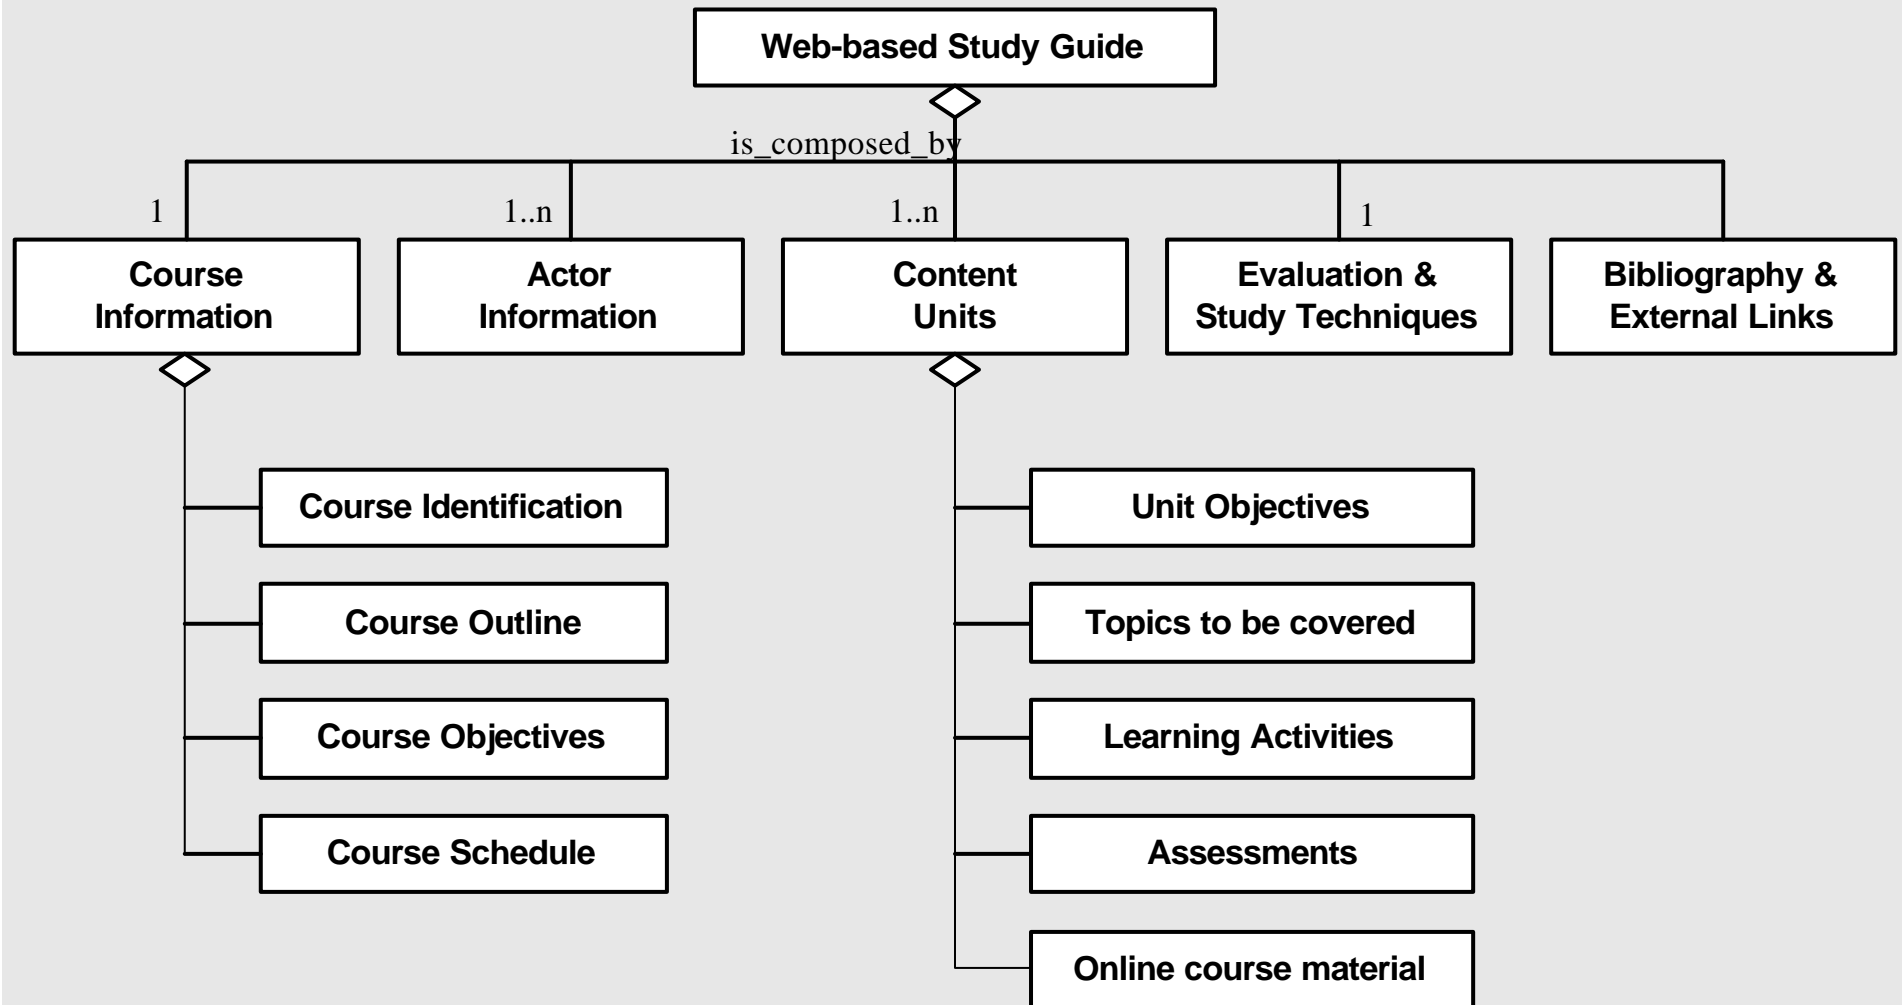 Web-based Study Guide
is_composed_by
1
1..n
1..n
1
Course
Information
Actor
Information
Content
Units
Evaluation &
Study Techniques
Bibliography &
External Links
Course Identification
Course Outline
Course Objectives
Course Schedule
Unit Objectives
Topics to be covered
Learning Activities
Assessments
Online course material